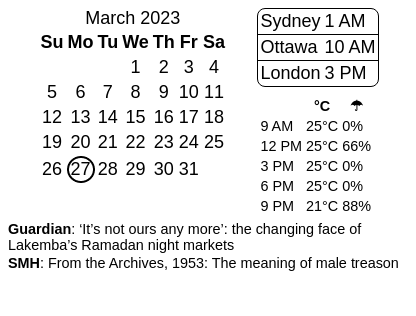 March 2023
Su Mo Tu We Th Fr Sa
1 2 3 4
5 6 7 8 9 10 11
12 13 14 15 16 17 18
19 20 21 22 23 24 25
26 27 28 29 30 31
Sydney 1 AM
Ottawa 10 AM
London 3 PM
°C ☂
9 AM 25°C 0%
12 PM 25°C 66%
3 PM 25°C 0%
6 PM 25°C 0%
9 PM 21°C 88%
Guardian: ‘It’s not ours any more’: the changing face of
Lakemba’s Ramadan night markets
SMH: From the Archives, 1953: The meaning of male treason